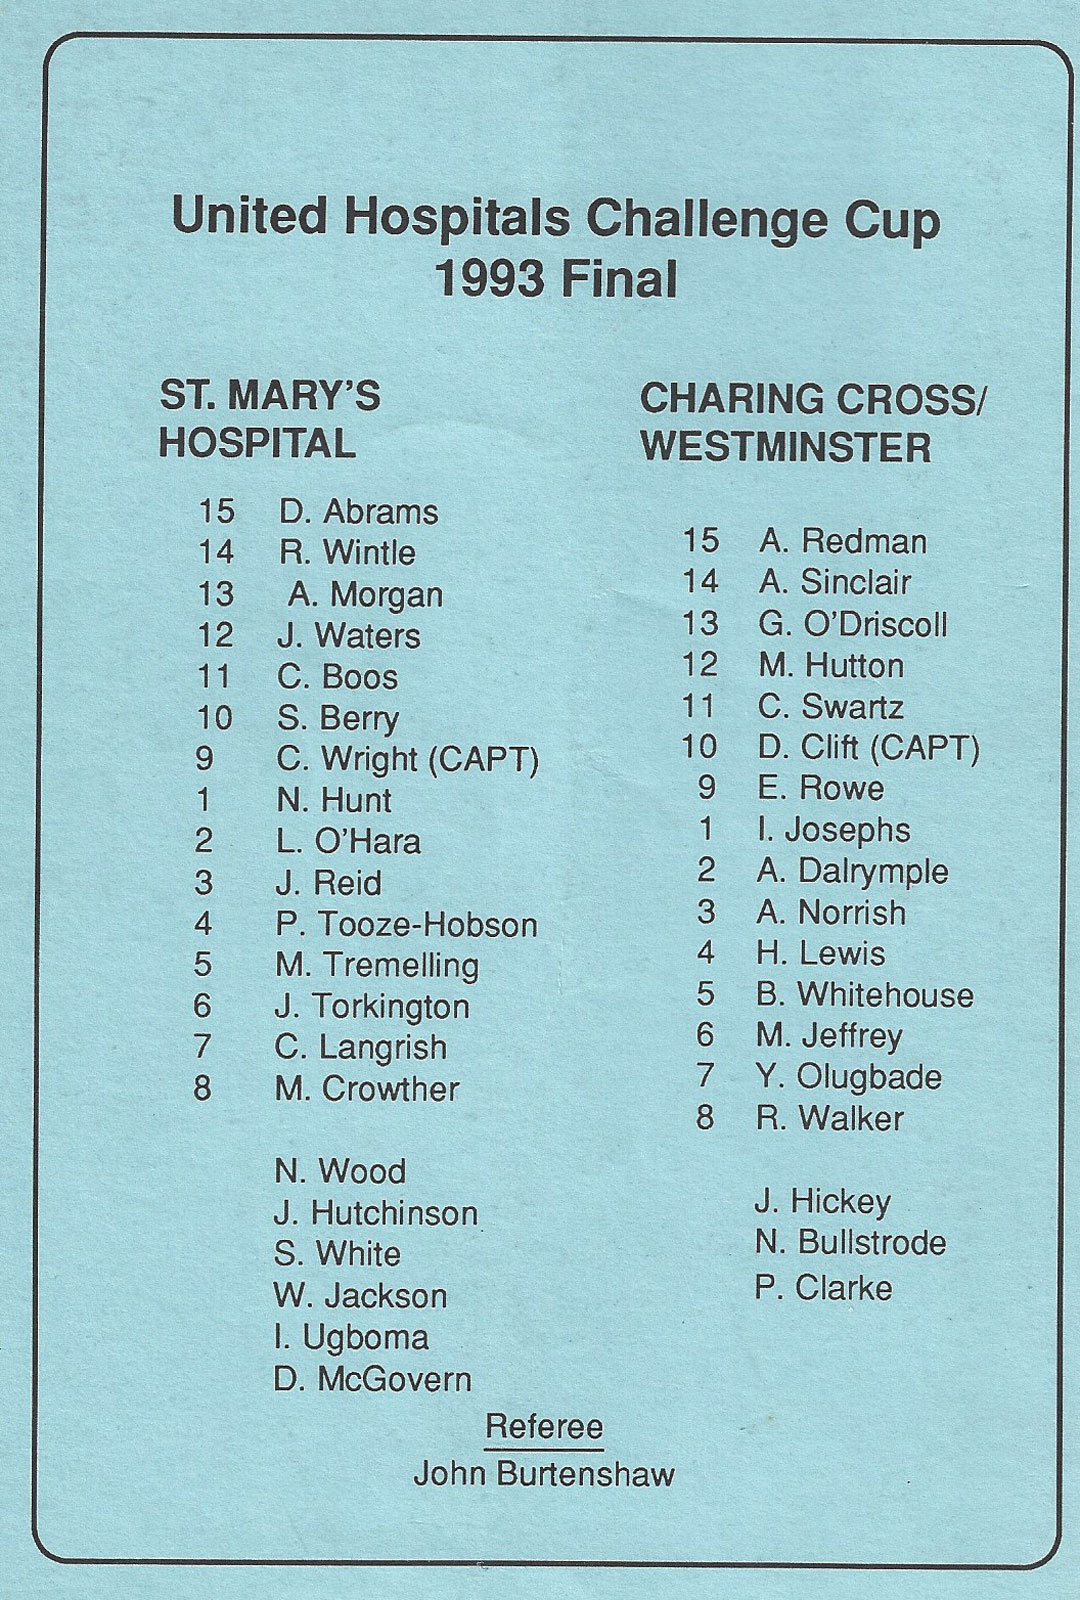 United Hospitals Challenge Cup
1993 Final
ST. MARY'S
HOSPITAL
15 D. Abrams
14 R. Wintle
13 A. Morgan
12 J. Waters
11 C. Boos
10 S. Berry
9 C. Wright (CAPT)
1 N. Hunt
2 L. O'Hara
3 J. Reid
4 P. Tooze-Hobson
5 M. Tremelling
6 J. Torkington
7 C. Langrish
8 M. Crowther
N. Wood
J. Hutchinson
S. White
W. Jackson
I. Ugboma
D. McGovern
CHARING CROSS/
WESTMINSTER
15 A. Redman
14 A. Sinclair
13 G. O'Driscoll
12 M. Hutton
11 C. Swartz
10 D. Clift (CAPT)
9 E. Rowe
1 I. Josephs
2 A. Dalrymple
3 A. Norrish
4 H. Lewis
5 B. Whitehouse
6 M. Jeffrey
7 Y. Olugbade
8 R. Walker
J. Hickey
N. Bullstrode
P. Clarke
Referee
John Burtenshaw